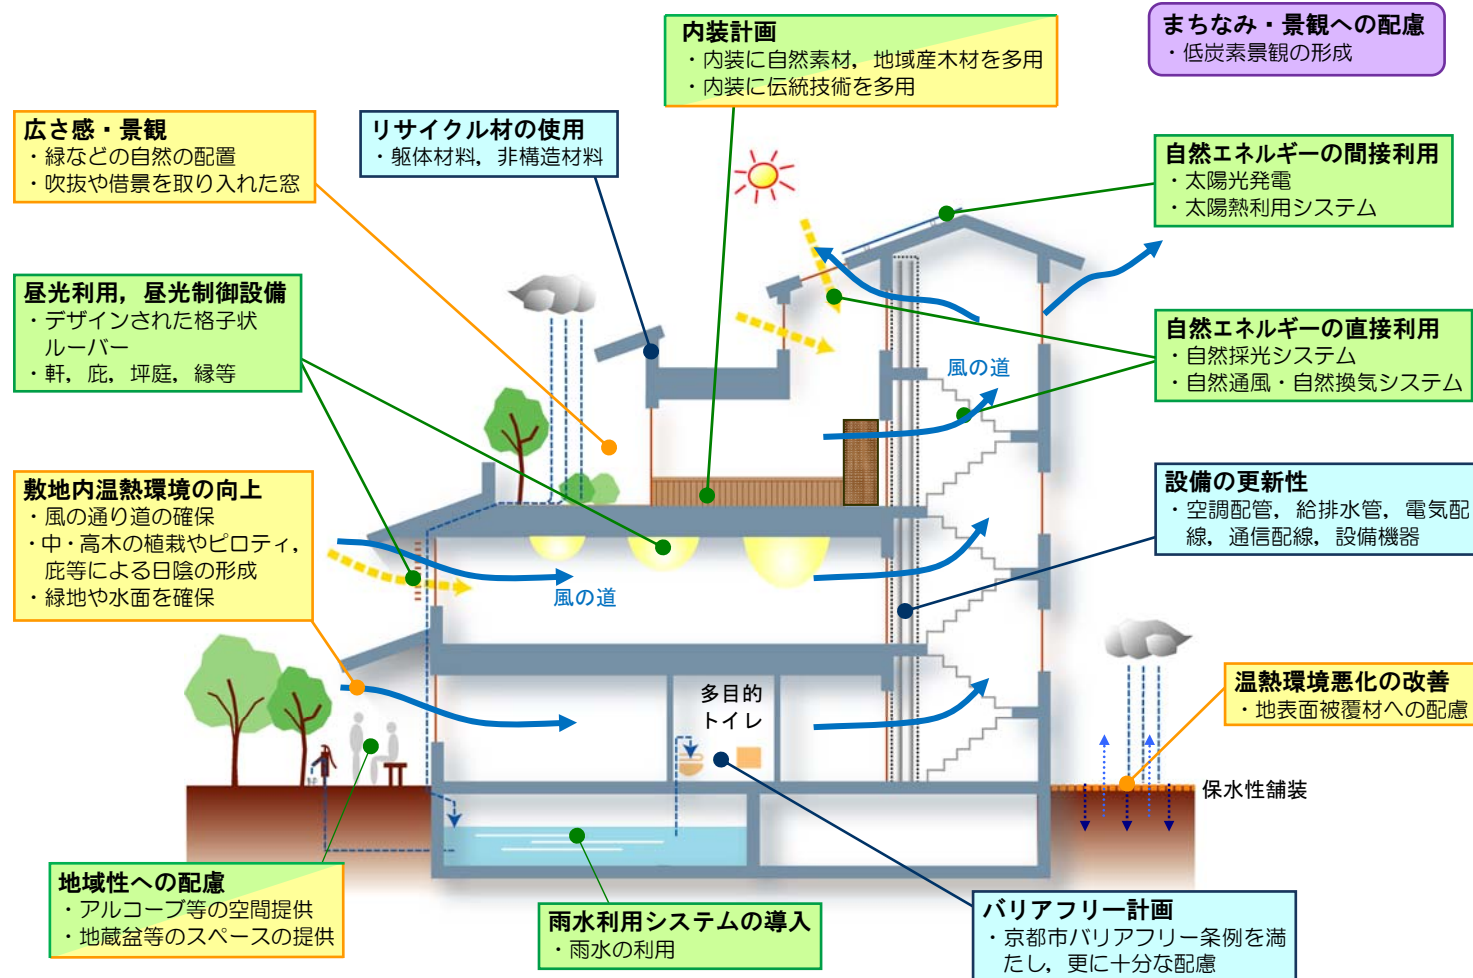 内装計画
・内装に自然素材，地域産木材を多用
・内装に伝統技術を多用
まちなみ・景観への配慮
・低炭素景観の形成
広さ感・景観
・緑などの自然の配置
・吹抜や借景を取り入れた窓
リサイクル材の使用
・躯体材料，非構造材料
自然エネルギーの間接利用
・太陽光発電
・太陽熱利用システム
昼光利用，昼光制御設備
・デザインされた格子状
ルーバー
・軒，庇，坪庭，縁等
自然エネルギーの直接利用
・自然採光システム
・自然通風・自然換気システム
風の道
敷地内温熱環境の向上
・風の通り道の確保
・中・高木の植栽やピロティ，
庇等による日陰の形成
・緑地や水面を確保
風の道
設備の更新性
・空調配管，給排水管，電気配
線，通信配線，設備機器
多目的
トイレ
温熱環境悪化の改善
・地表面被覆材への配慮
保水性舗装
地域性への配慮
・アルコーブ等の空間提供
・地蔵盆等のスペースの提供
雨水利用システムの導入
・雨水の利用
バリアフリー計画
・京都市バリアフリー条例を満
たし，更に十分な配慮